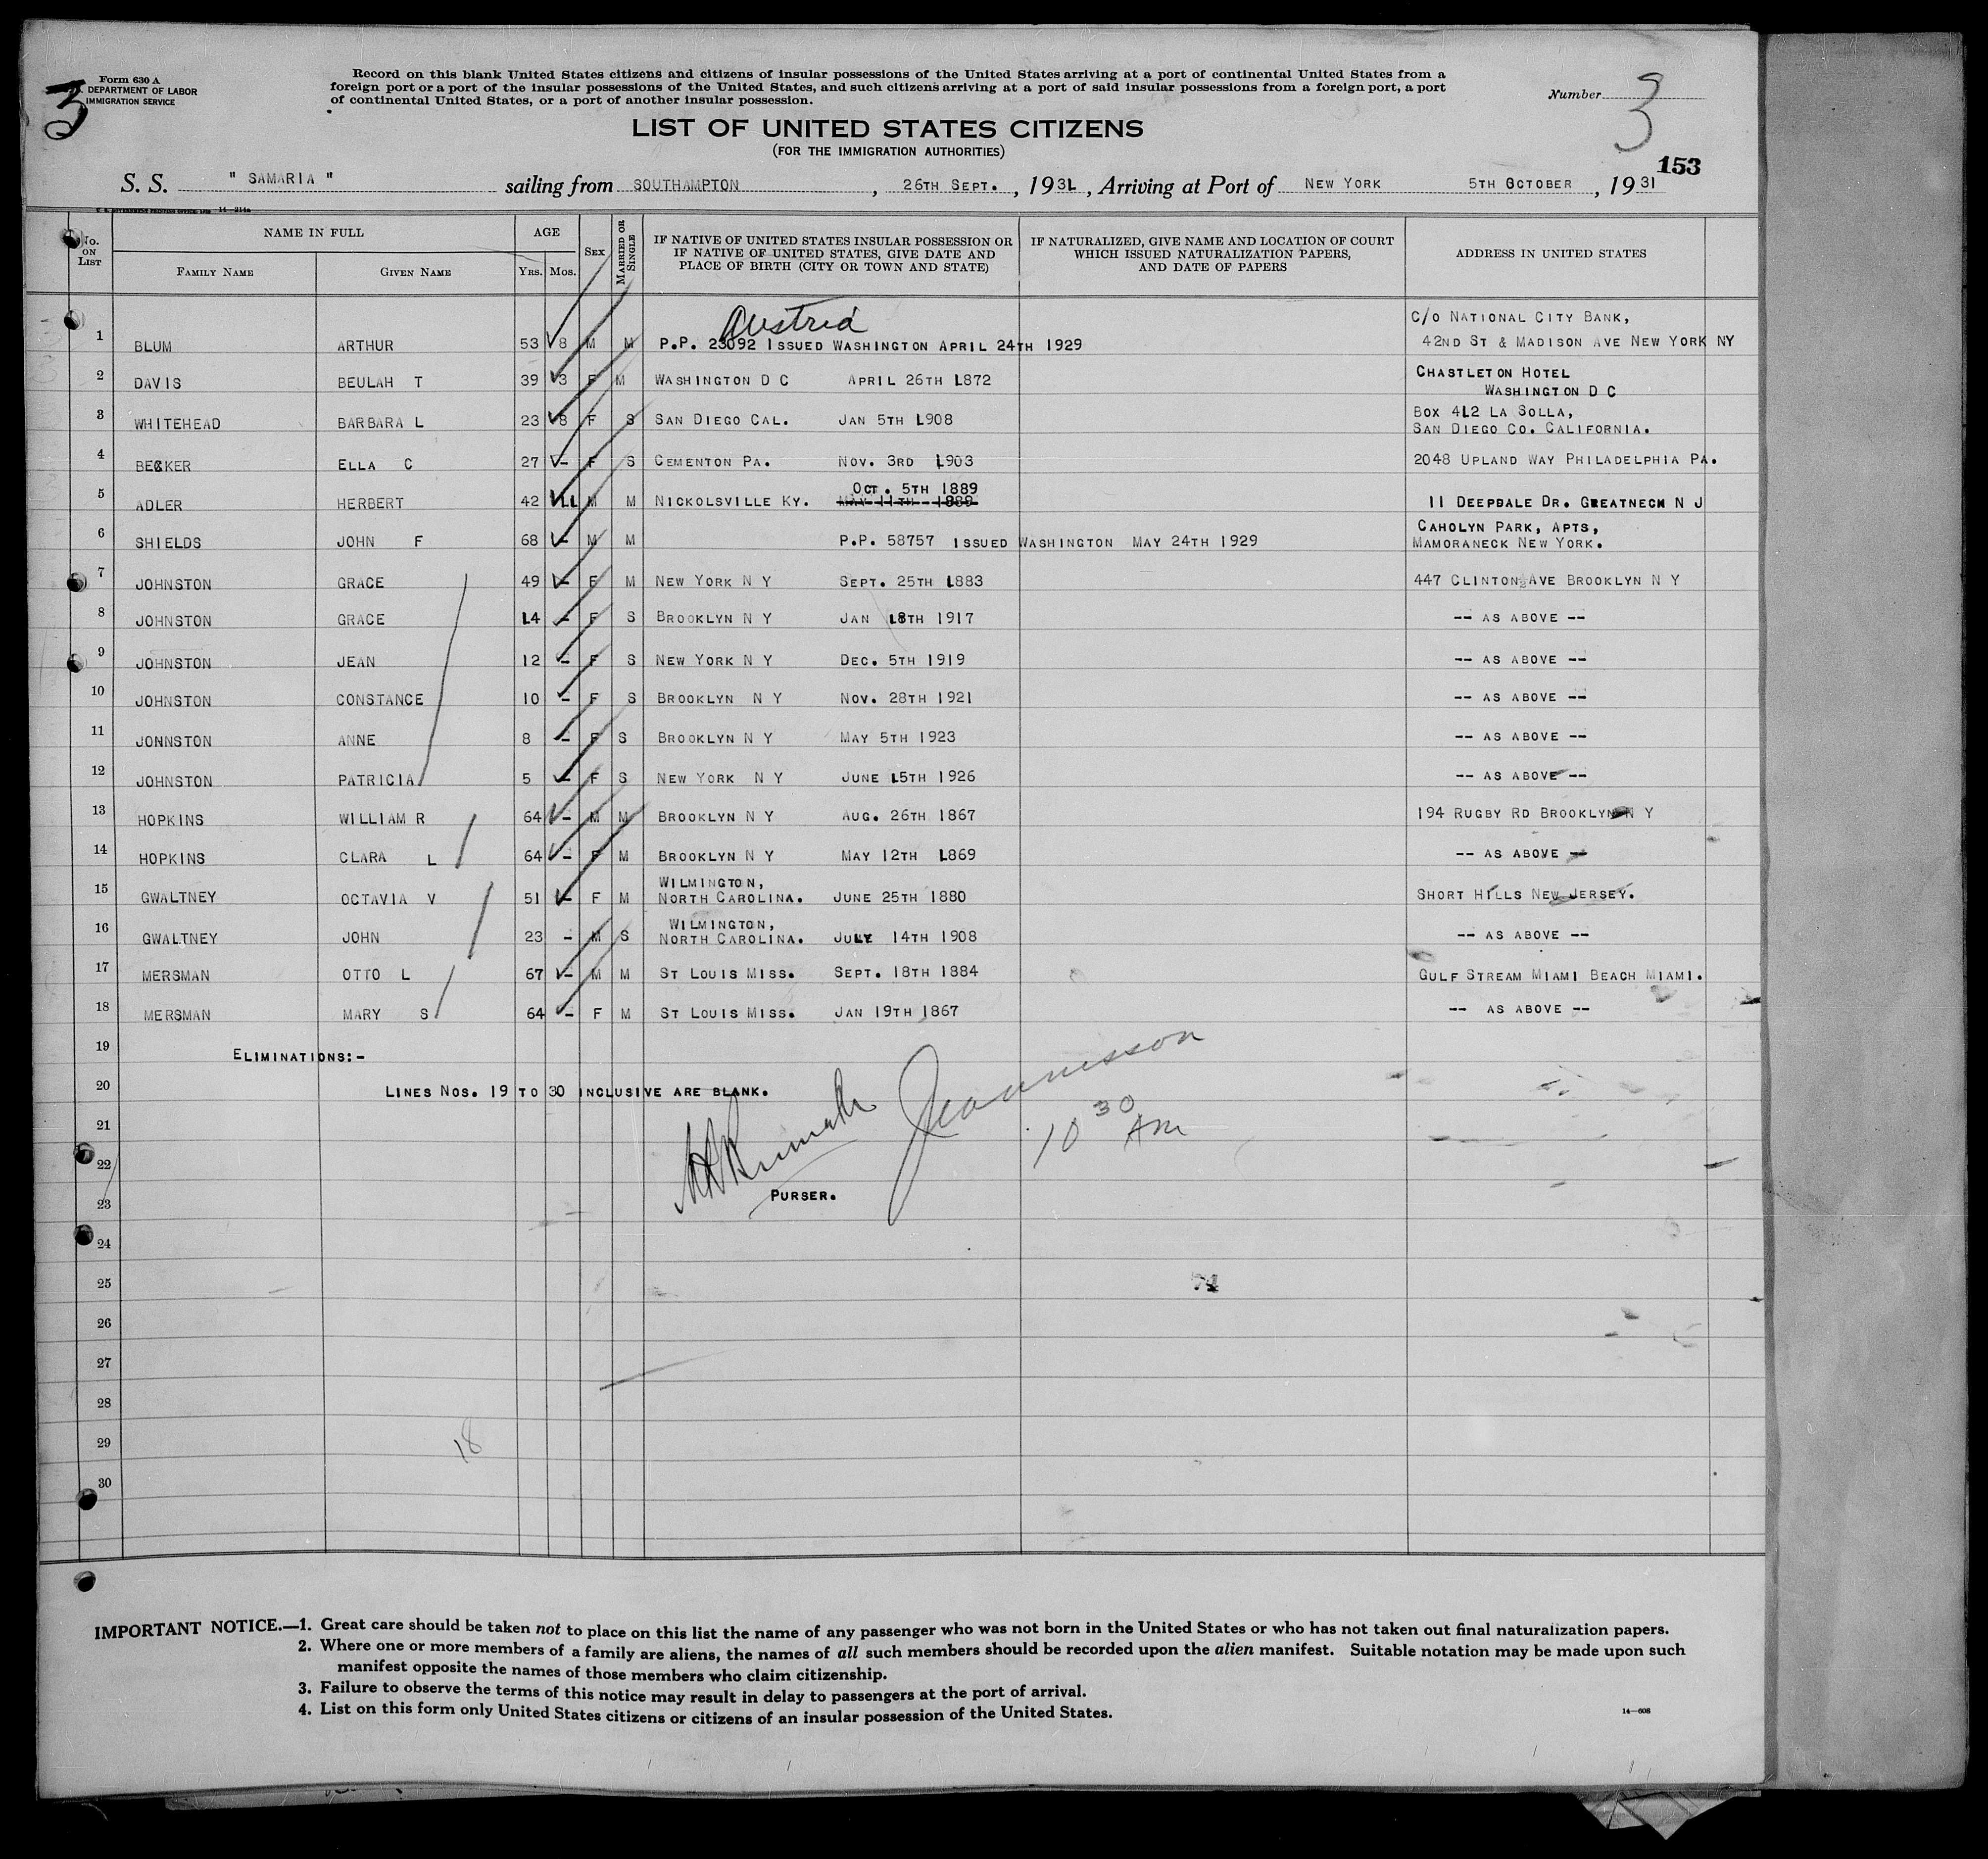 3
Form 630 A
DEPARTMENT OF LABOR
IMMIGRATION SERVICE
Record on this blank United States citizens and citizens of insular possessions of the United States arriving at a port of continental United States from a
foreign port or a port of the insular possessions of the United States, and such citizens arriving at a port of said insular possessions from a foreign port, a port
of continental United States, or a port of another insular possession.
Number 3
LIST OF UNITED STATES CITIZENS
(FOR THE IMMIGRATION AUTHORITIES)
153
S. S. " SAMARIA " sailing from SOUTHAMPTON, 26TH SEPT., 193L, Arriving at Port of NEW YORK 5TH OCTOBER, 1931
No. ON LIST
NAME IN FULL
FAMILY NAME
GIVEN NAME
AGE
YRS. MOS.
SEX
MARRIED OR SINGLE
IF NATIVE OF UNITED STATES INSULAR POSSESSION OR
IF NATIVE OF UNITED STATES, GIVE DATE AND
PLACE OF BIRTH (CITY OR TOWN AND STATE)
IF NATURALIZED, GIVE NAME AND LOCATION OF COURT
WHICH ISSUED NATURALIZATION PAPERS,
AND DATE OF PAPERS
ADDRESS IN UNITED STATES
Austria
C/O NATIONAL CITY BANK,
1 BLUM ARTHUR 53 8 M M P.P. 23092 ISSUED WASHINGTON APRIL 24TH 1929 42ND ST & MADISON AVE NEW YORK NY
2 DAVIS BEULAH T 39 3 F M WASHINGTON D C APRIL 26TH L872 CHASTLETON HOTEL
WASHINGTON D C
3 WHITEHEAD BARBARA L 23 8 F S SAN DIEGO CAL. JAN 5TH L908 BOX 4L2 LA SOLLA,
SAN DIEGO CO. CALIFORNIA.
4 BECKER ELLA C 27 - F S CEMENTON PA. NOV. 3RD L903 2048 UPLAND WAY PHILADELPHIA PA.
OCT. 5TH 1889
5 ADLER HERBERT 42 LL M M NICKOLSVILLE KY. MAY 11TH 1889 11 DEEPDALE DR. GREATNECK N J
CAHOLYN PARK, APTS,
6 SHIELDS JOHN F 68 - M M P.P. 58757 ISSUED WASHINGTON MAY 24TH 1929 MAMORANECK NEW YORK.
7 JOHNSTON GRACE 49 - F M NEW YORK N Y SEPT. 25TH L883 447 CLINTON AVE BROOKLYN N Y
8 JOHNSTON GRACE L4 - F S BROOKLYN N Y JAN L8TH 1917 -- AS ABOVE --
9 JOHNSTON JEAN 12 - F S NEW YORK N Y DEC. 5TH 1919 -- AS ABOVE --
10 JOHNSTON CONSTANCE 10 - F S BROOKLYN N Y NOV. 28TH 1921 -- AS ABOVE --
11 JOHNSTON ANNE 8 - F S BROOKLYN N Y MAY 5TH 1923 -- AS ABOVE --
12 JOHNSTON PATRICIA 5 - F S NEW YORK N Y JUNE L5TH 1926 -- AS ABOVE --
13 HOPKINS WILLIAM R 64 - M M BROOKLYN N Y AUG. 26TH 1867 194 RUGBY RD BROOKLYN N Y
14 HOPKINS CLARA L 64 - F M BROOKLYN N Y MAY 12TH L869 -- AS ABOVE --
WILMINGTON,
15 GWALTNEY OCTAVIA V 51 - F M NORTH CAROLINA. JUNE 25TH 1880 SHORT HILLS NEW JERSEY.
WILMINGTON,
16 GWALTNEY JOHN 23 - M S NORTH CAROLINA. JULY 14TH 1908 -- AS ABOVE --
17 MERSMAN OTTO L 67 - M M ST LOUIS MISS. SEPT. 18TH 1884 GULF STREAM MIAMI BEACH MIAMI.
18 MERSMAN MARY S 64 - F M ST LOUIS MISS. JAN 19TH 1867 -- AS ABOVE --
19 ELIMINATIONS:-
20 LINES NOS. 19 TO 30 INCLUSIVE ARE BLANK.
21
10 30 AM
22
23 PURSER.
24
25
26
27
28
29
18
30
IMPORTANT NOTICE.—1. Great care should be taken not to place on this list the name of any passenger who was not born in the United States or who has not taken out final naturalization papers.
2. Where one or more members of a family are aliens, the names of all such members should be recorded upon the alien manifest. Suitable notation may be made upon such
manifest opposite the names of those members who claim citizenship.
3. Failure to observe the terms of this notice may result in delay to passengers at the port of arrival.
4. List on this form only United States citizens or citizens of an insular possession of the United States.
14—608